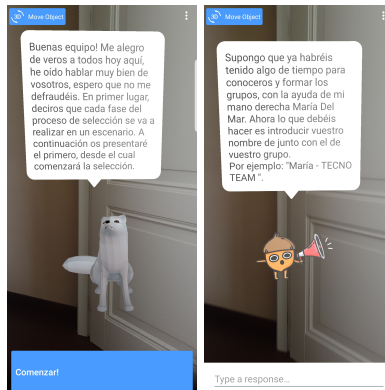 3D Move Object
Buenas equipo! Me alegro
de veros a todos hoy aquí,
he oído hablar muy bien de
vosotros, espero que no me
defraudéis. En primer lugar,
deciros que cada fase del
proceso de selección se va a
realizar en un escenario. A
continuación os presentaré
el primero, desde el cual
comenzará la selección.
Comenzar!
3D Move Object
Supongo que ya habréis
tenido algo de tiempo para
conoceros y formar los
grupos, con la ayuda de mi
mano derecha María Del
Mar. Ahora lo que debéis
hacer es introducir vuestro
nombre de junto con el de
vuestro grupo.
Por ejemplo: “María - TECNO
TEAM “.
Type a response...